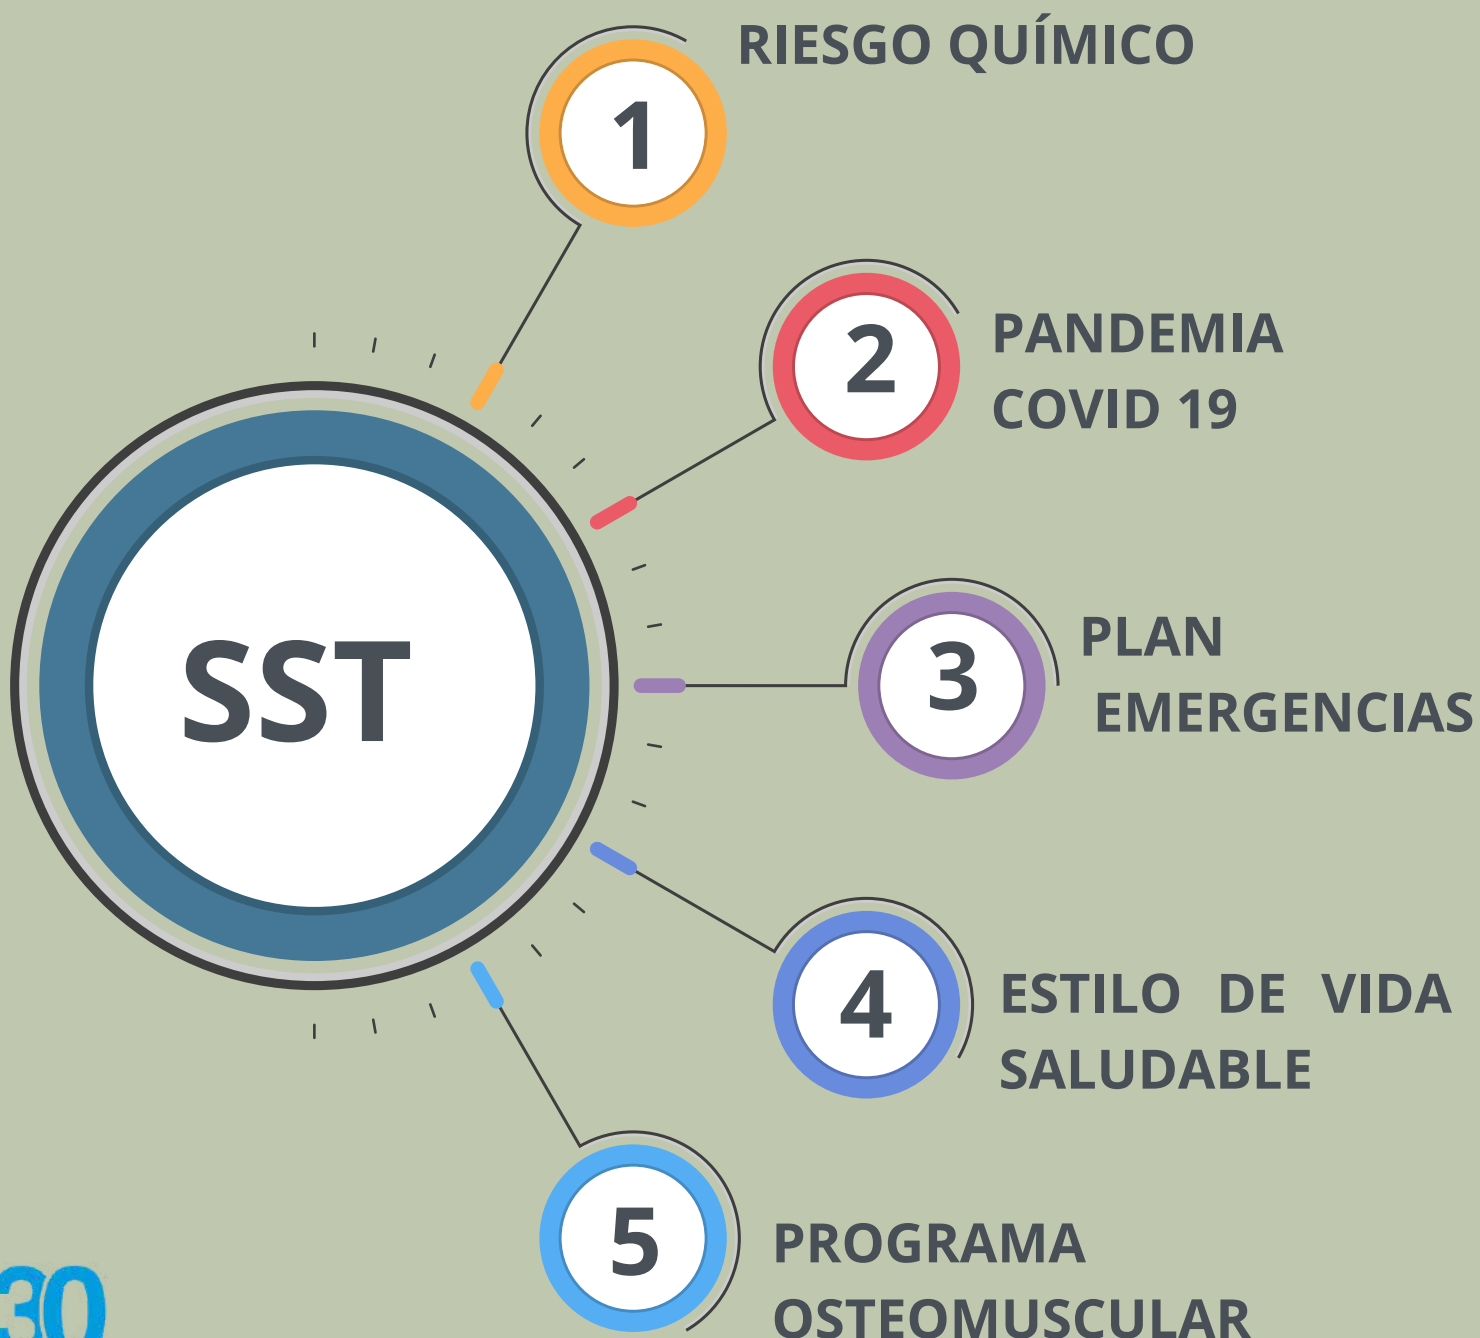 RIESGO QUÍMICO
1
2
PANDEMIA
COVID 19
SST
3
PLAN
EMERGENCIAS
4
ESTILO DE VIDA
SALUDABLE
5
PROGRAMA
OSTEOMUSCULAR
30